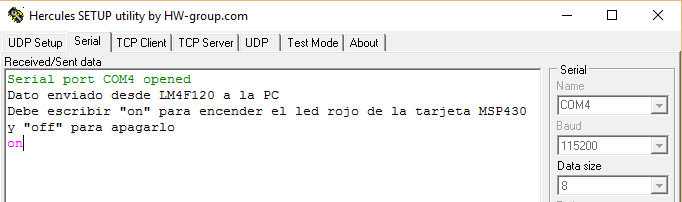 Hercules SETUP utility by HW-group.com
UDP Setup Serial TCP Client TCP Server UDP Test Mode About
Received/Sent data
Serial port COM4 opened
Dato enviado desde LM4F120 a la PC
Debe escribir "on" para encender el led rojo de la tarjeta MSP430
y "off" para apagarlo
on
Serial
Name
COM4
Baud
115200
Data size
8